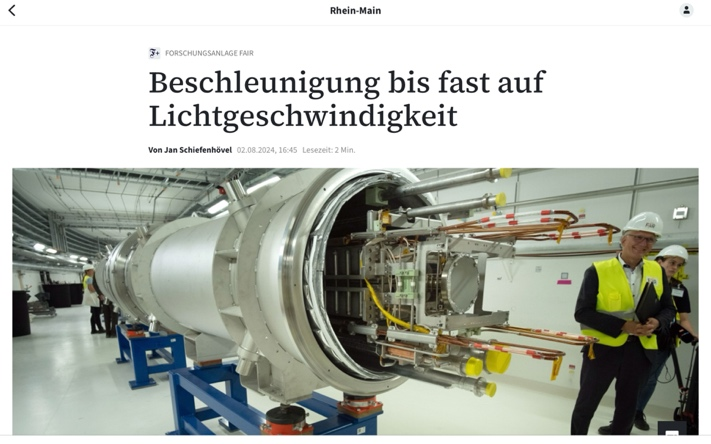 Rhein-Main
F+ FORSCHUNGSANLAGE FAIR
Beschleunigung bis fast auf
Lichtgeschwindigkeit
Von Jan Schiefenhövel 02.08.2024, 16:45 Lesezeit: 2 Min.